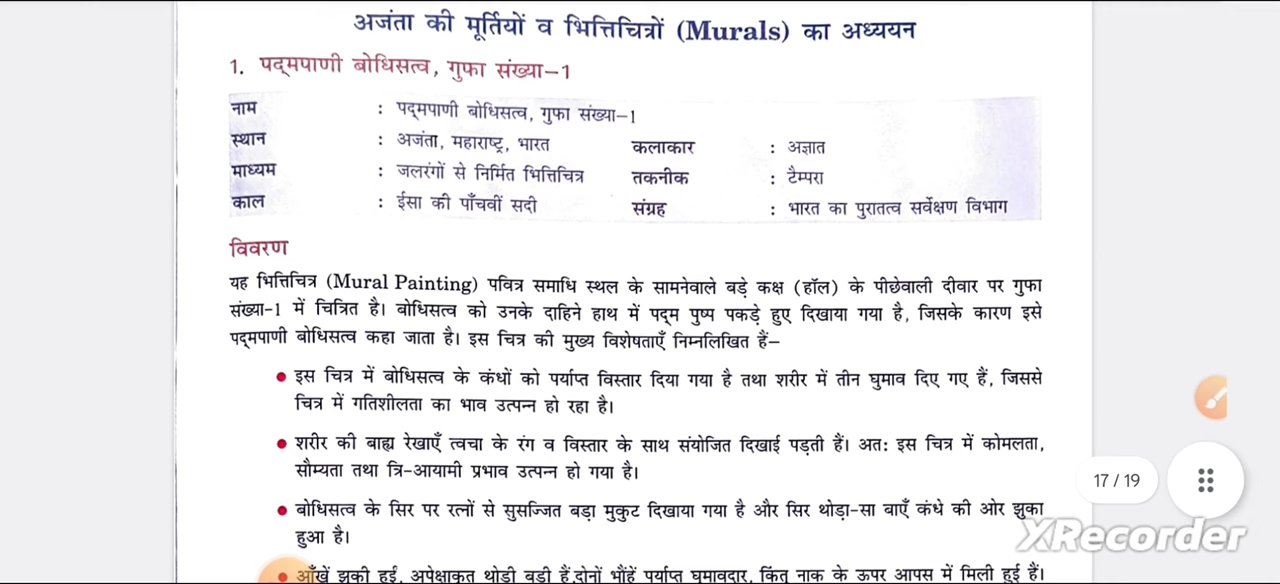 अजंता की मूर्तियों व भित्तिचित्रों (Murals) का अध्ययन
1. पद्मपाणी बोधिसत्व, गुफा संख्या-1
नाम : पद्मपाणी बोधिसत्व, गुफा संख्या-1
स्थान : अजंता, महाराष्ट्र, भारत कलाकार : अज्ञात
माध्यम : जलरंगों से निर्मित भित्तिचित्र तकनीक : टैम्परा
काल : ईसा की पाँचवीं सदी संग्रह : भारत का पुरातत्व सर्वेक्षण विभाग
विवरण
यह भित्तिचित्र (Mural Painting) पवित्र समाधि स्थल के सामनेवाले बड़े कक्ष (हॉल) के पीछेवाली दीवार पर गुफा
संख्या-1 में चित्रित है। बोधिसत्व को उनके दाहिने हाथ में पद्म पुष्प पकड़े हुए दिखाया गया है, जिसके कारण इसे
पद्मपाणी बोधिसत्व कहा जाता है। इस चित्र की मुख्य विशेषताएँ निम्नलिखित हैं–
• इस चित्र में बोधिसत्व के कंधों को पर्याप्त विस्तार दिया गया है तथा शरीर में तीन घुमाव दिए गए हैं, जिससे
चित्र में गतिशीलता का भाव उत्पन्न हो रहा है।
• शरीर की बाह्य रेखाएँ त्वचा के रंग व विस्तार के साथ संयोजित दिखाई पड़ती हैं। अत: इस चित्र में कोमलता,
सौम्यता तथा त्रि-आयामी प्रभाव उत्पन्न हो गया है।
• बोधिसत्व के सिर पर रत्नों से सुसज्जित बड़ा मुकुट दिखाया गया है और सिर थोड़ा-सा बाएँ कंधे की ओर झुका
हुआ है।
• आँखें झुकी हुई, अपेक्षाकृत थोड़ी बड़ी हैं,दोनों भौंहें पर्याप्त घुमावदार, किंतु नाक के ऊपर आपस में मिली हुई हैं।
17 / 19
XRecorder